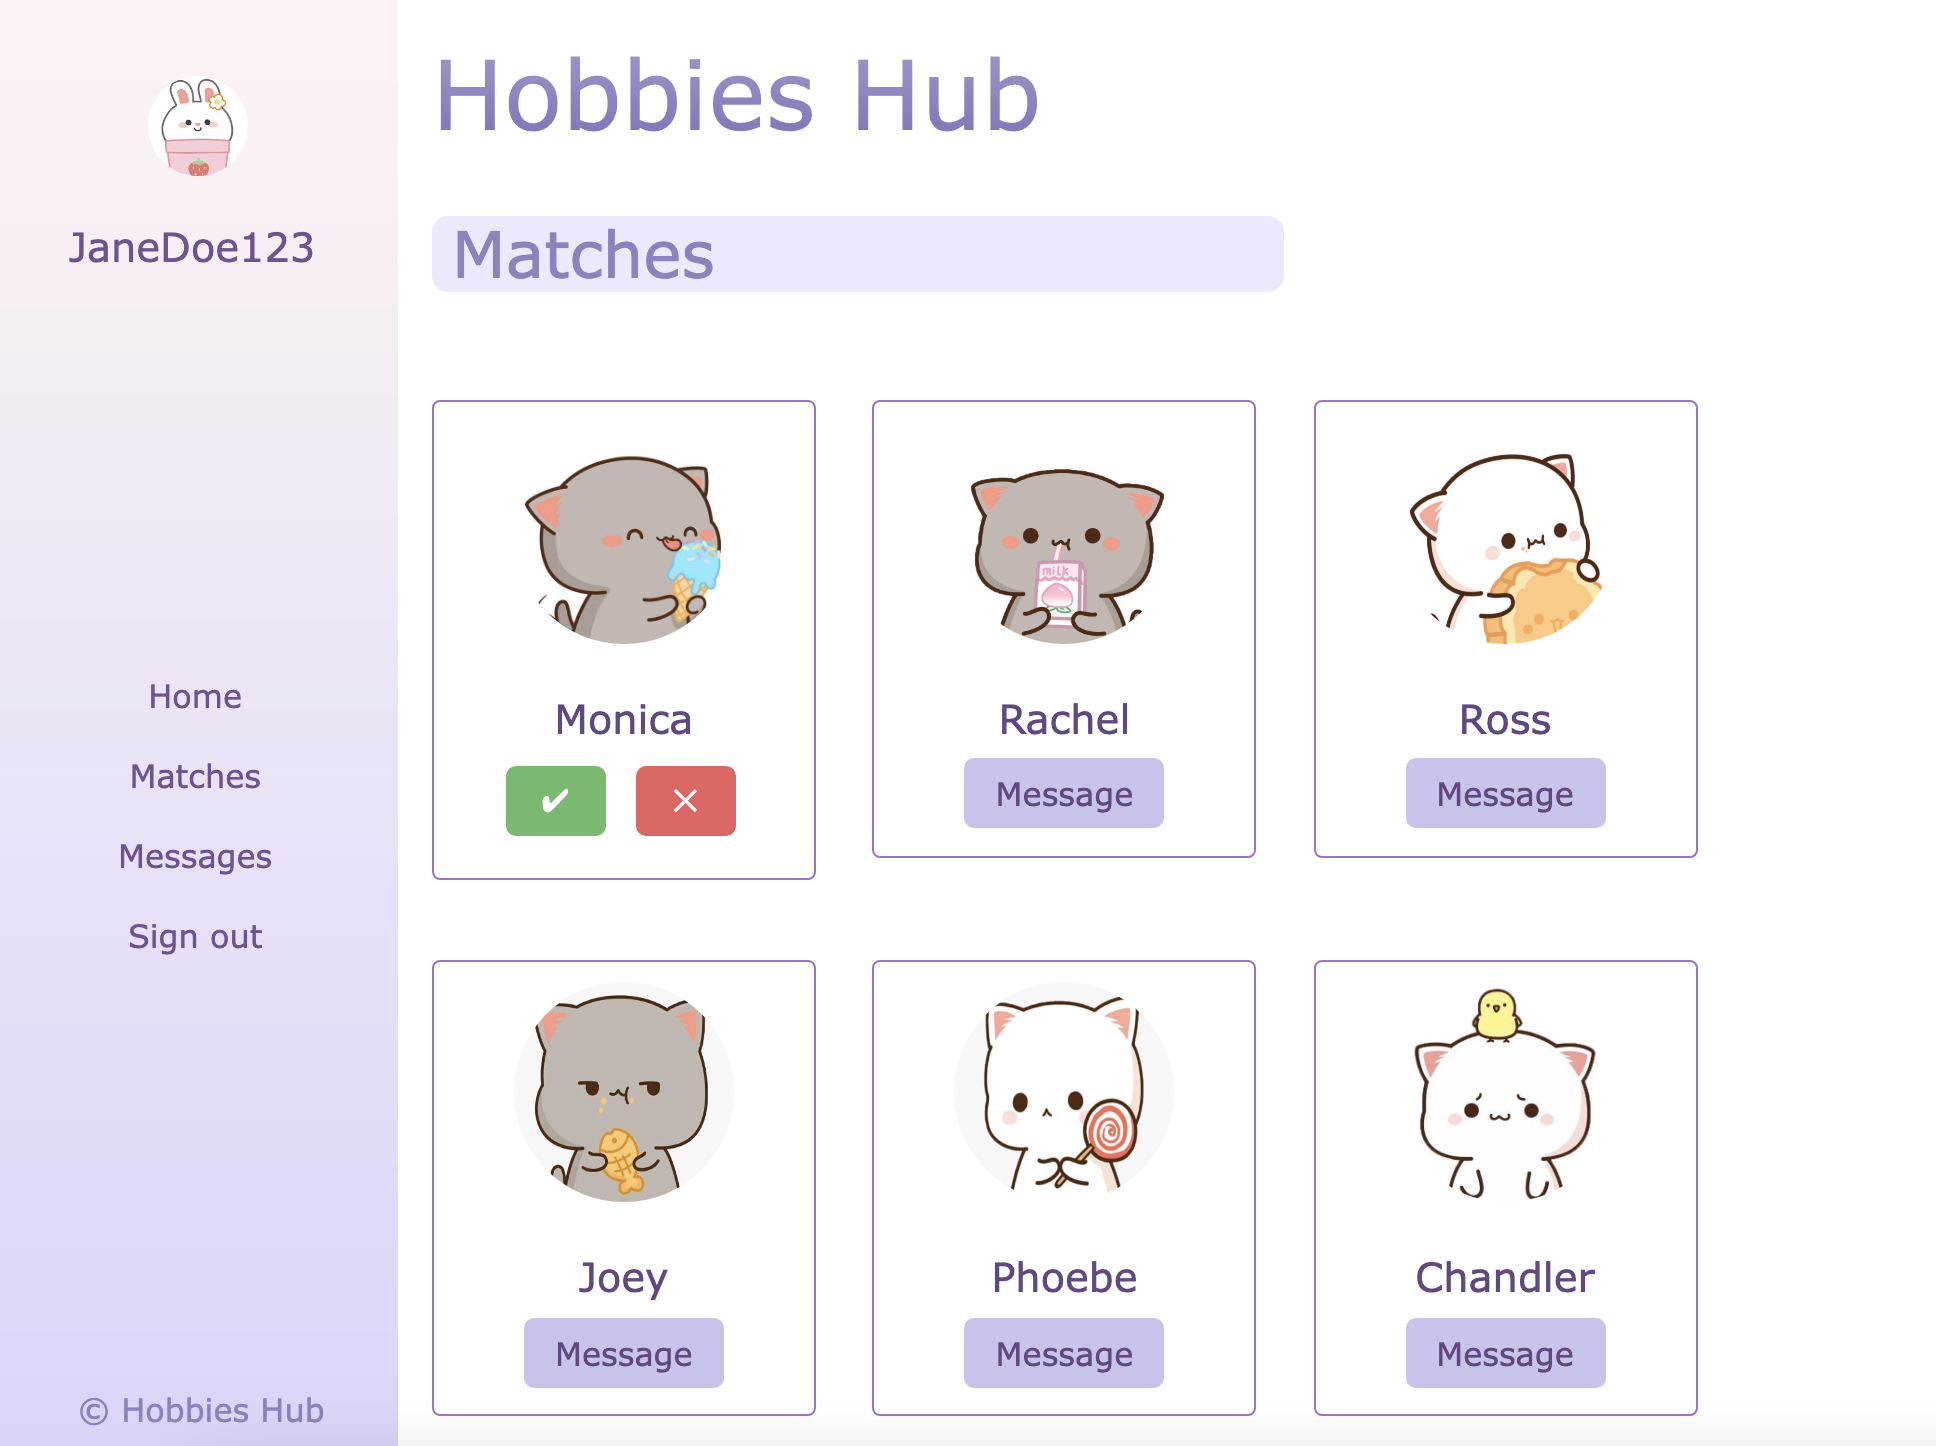 JaneDoe123
Home
Matches
Messages
Sign out
© Hobbies Hub
Hobbies Hub
Matches
milk
Monica
✔ ✕
Rachel
Message
Ross
Message
Joey
Message
Phoebe
Message
Chandler
Message